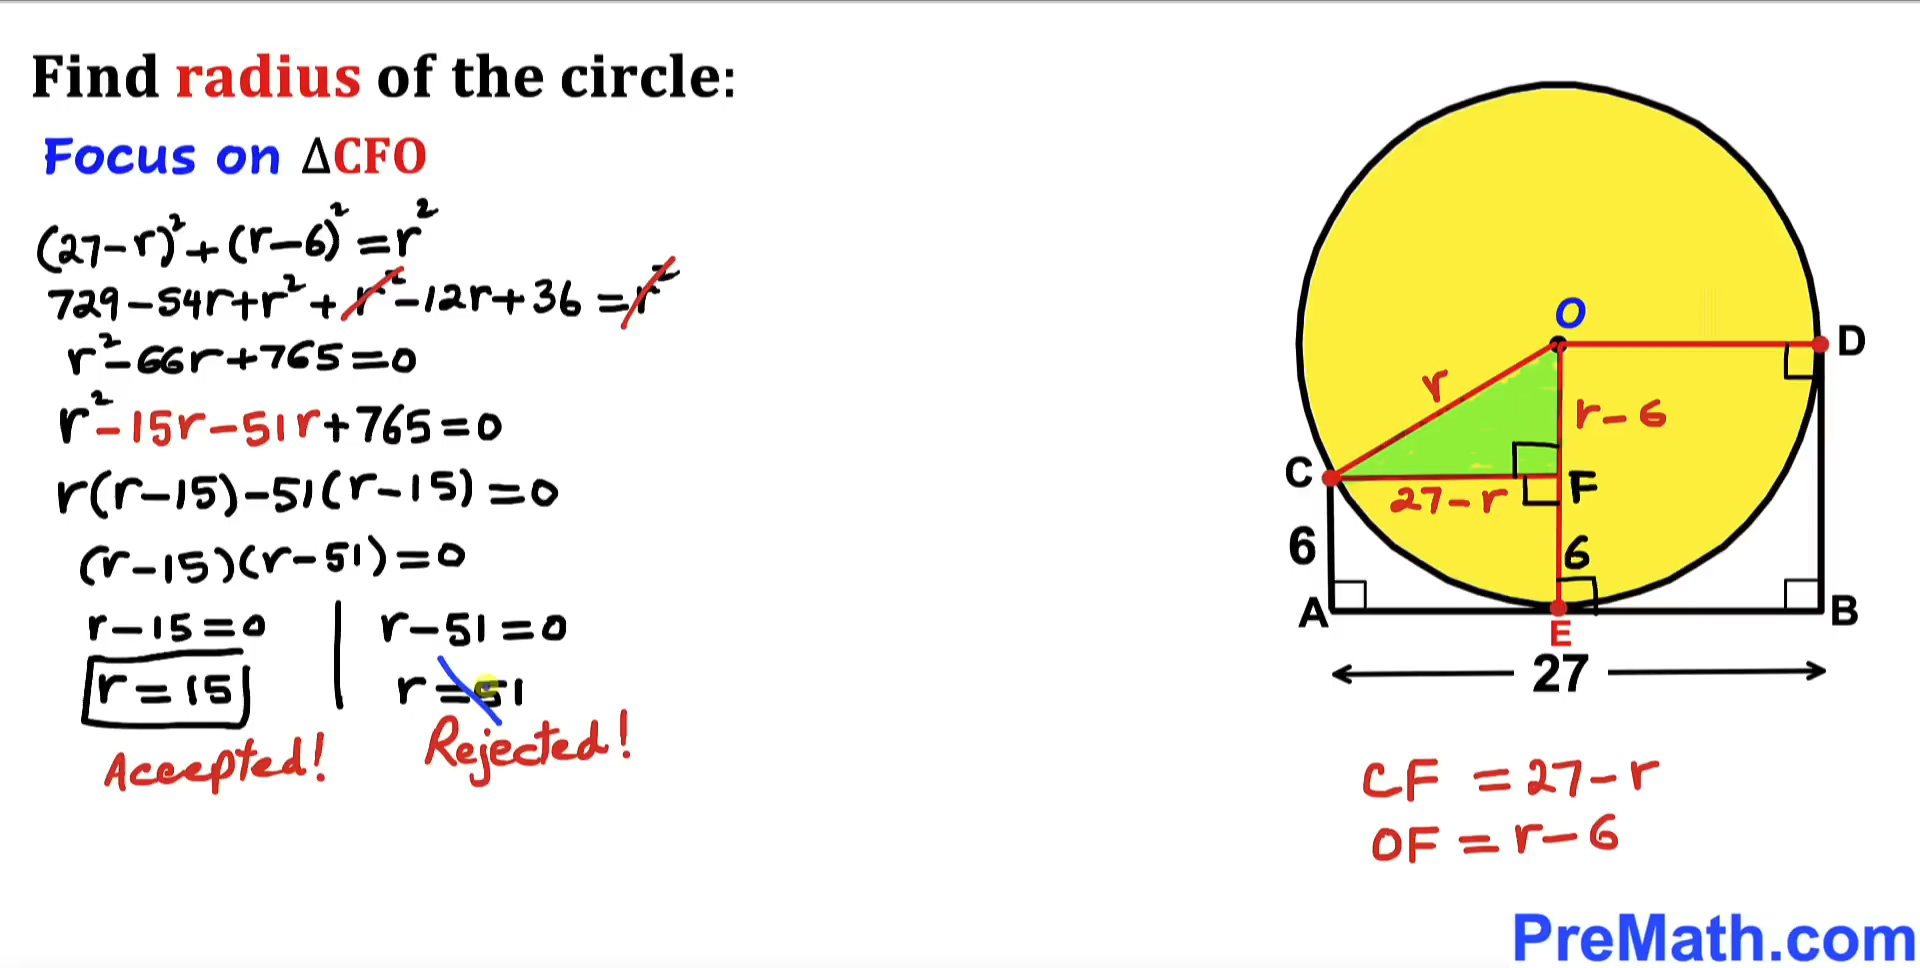 Find radius of the circle:
Focus on ΔCFO
(27-r)²+(r-6)²=r²
729-54r+r²+r²-12r+36=r²
r²-66r+765=0
r²-15r-51r+765=0
r(r-15)-51(r-15)=0
(r-15)(r-51)=0
r-15=0
r-51=0
r=15
r=51
Accepted!
Rejected!
O
D
r
r-6
C
F
27-r
6
6
A
B
E
27
CF = 27-r
OF = r-6
PreMath.com